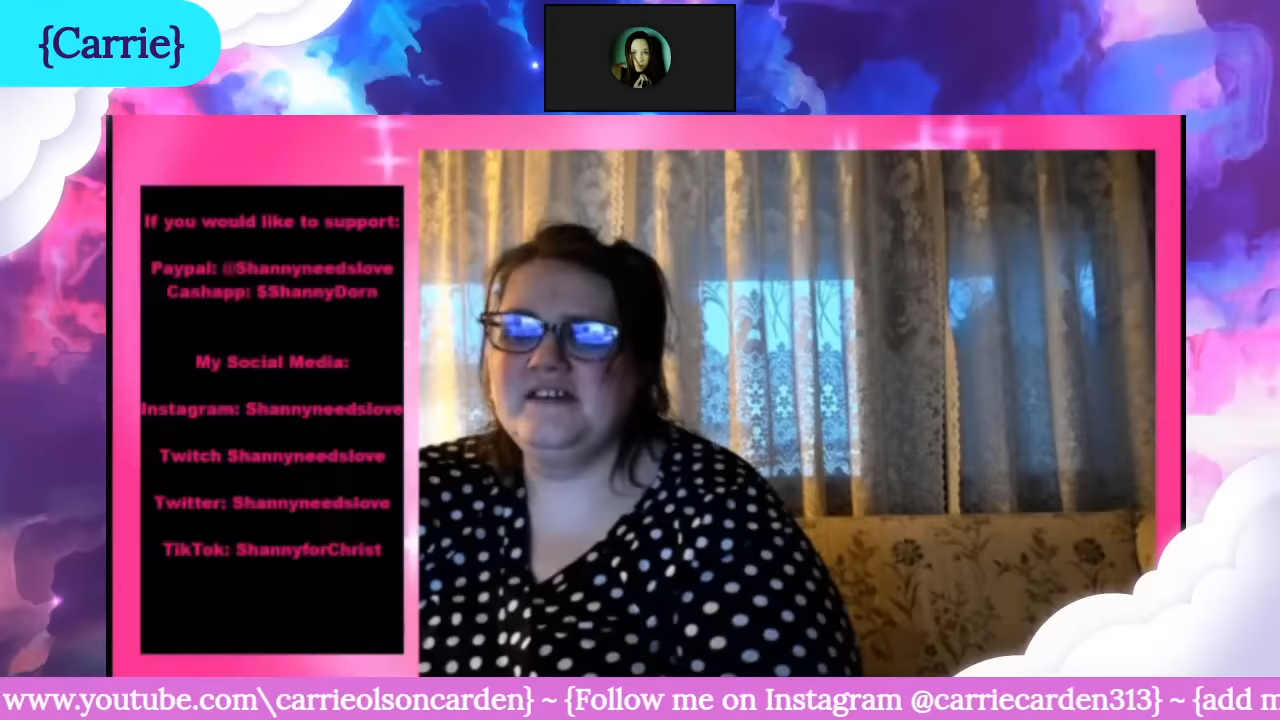 {Carrie}
If you would like to support:
Paypal: @Shannyneedslove
Cashapp: $ShannyDorn
My Social Media:
Instagram: Shannyneedslove
Twitch Shannyneedslove
Twitter: Shannyneedslove
TikTok: ShannyforChrist
www.youtube.com\carrieolsoncarden} ~ {Follow me on Instagram @carriecarden313} ~ {add m